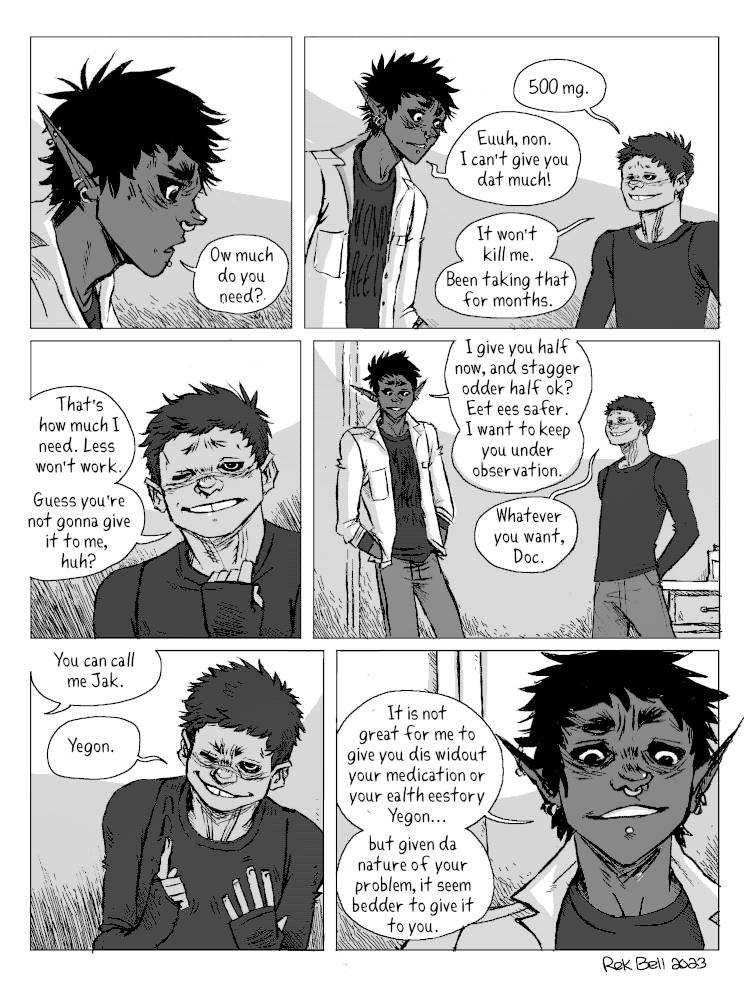 Ow much
do you
need?
500 mg.
Euuh, non.
I can't give you
dat much!
It won't
kill me.
Been taking that
for months.
That's
how much I
need. Less
won't work.
Guess you're
not gonna give
it to me,
huh?
I give you half
now, and stagger
odder half ok?
Eet ees safer.
I want to keep
you under
observation.
Whatever
you want,
Doc.
You can call
me Jak.
Yegon.
It is not
great for me to
give you dis widout
your medication or
your ealth eestory
Yegon...
but given da
nature of your
problem, it seem
bedder to give it
to you.
Rek Bell 2023